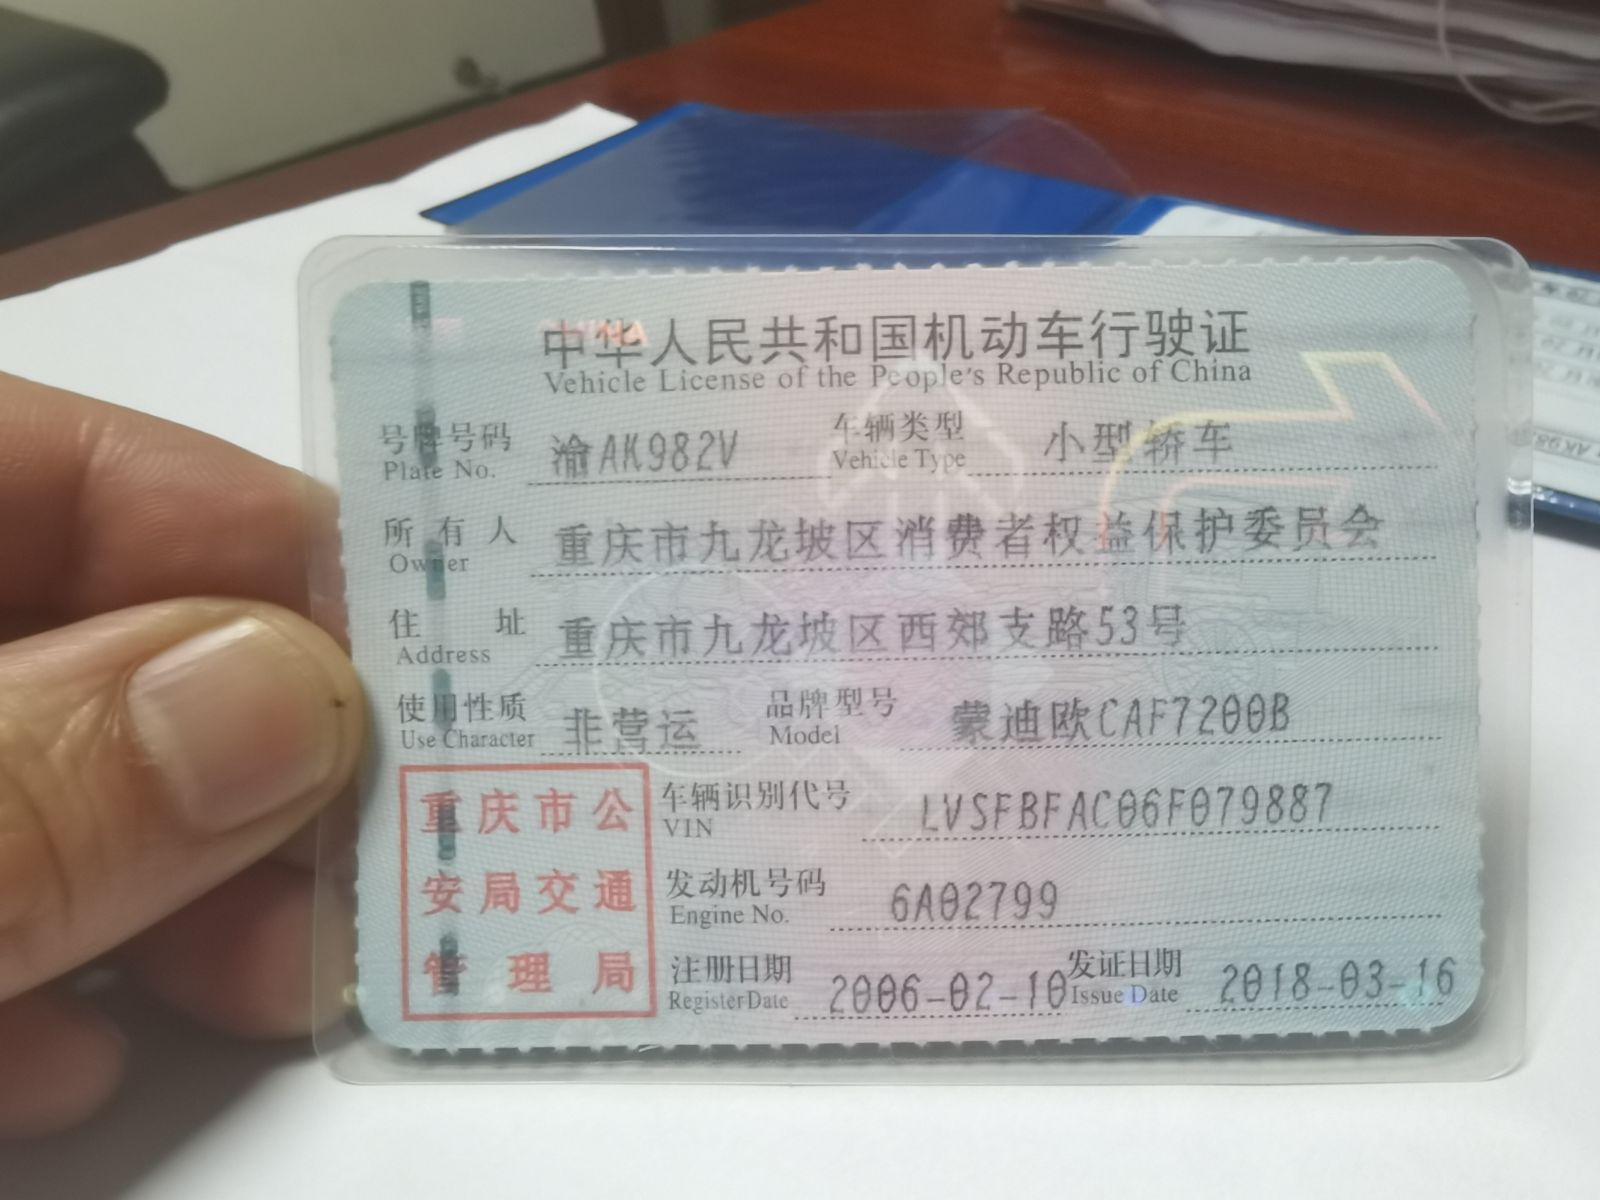 中华人民共和国机动车行驶证
Vehicle License of the People's Republic of China
号牌号码 渝AK982V 车辆类型 小型轿车
Plate No. Vehicle Type
所有人 重庆市九龙坡区消费者权益保护委员会
Owner
住址 重庆市九龙坡区西郊支路53号
Address
使用性质 非营运 品牌型号 蒙迪欧CAF7200B
Use Character Model
重庆市公
安局交通
管理局
车辆识别代号 LVSFBFAC06F079887
VIN
发动机号码 6A02799
Engine No.
注册日期 2006-02-10 发证日期 2018-03-16
Register Date Issue Date